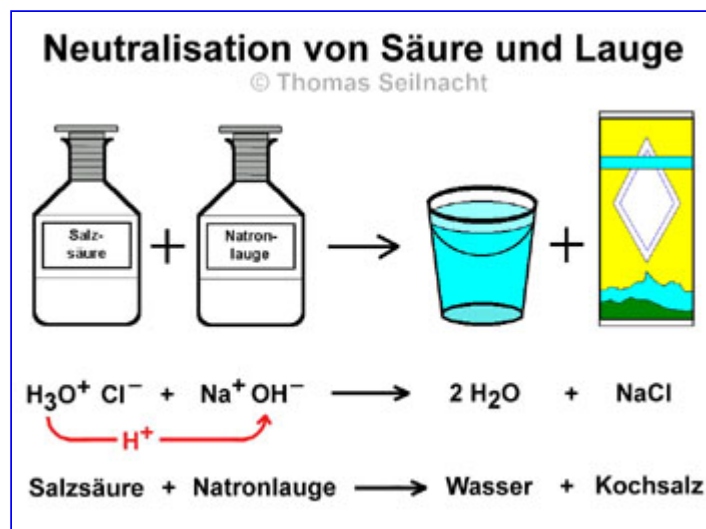 Neutralisation von Säure und Lauge
© Thomas Seilnacht
Salz-
säure
+
Natron-
lauge
+
H₃O⁺ Cl⁻ + Na⁺ OH⁻ → 2 H₂O + NaCl
H⁺
Salzsäure + Natronlauge → Wasser + Kochsalz